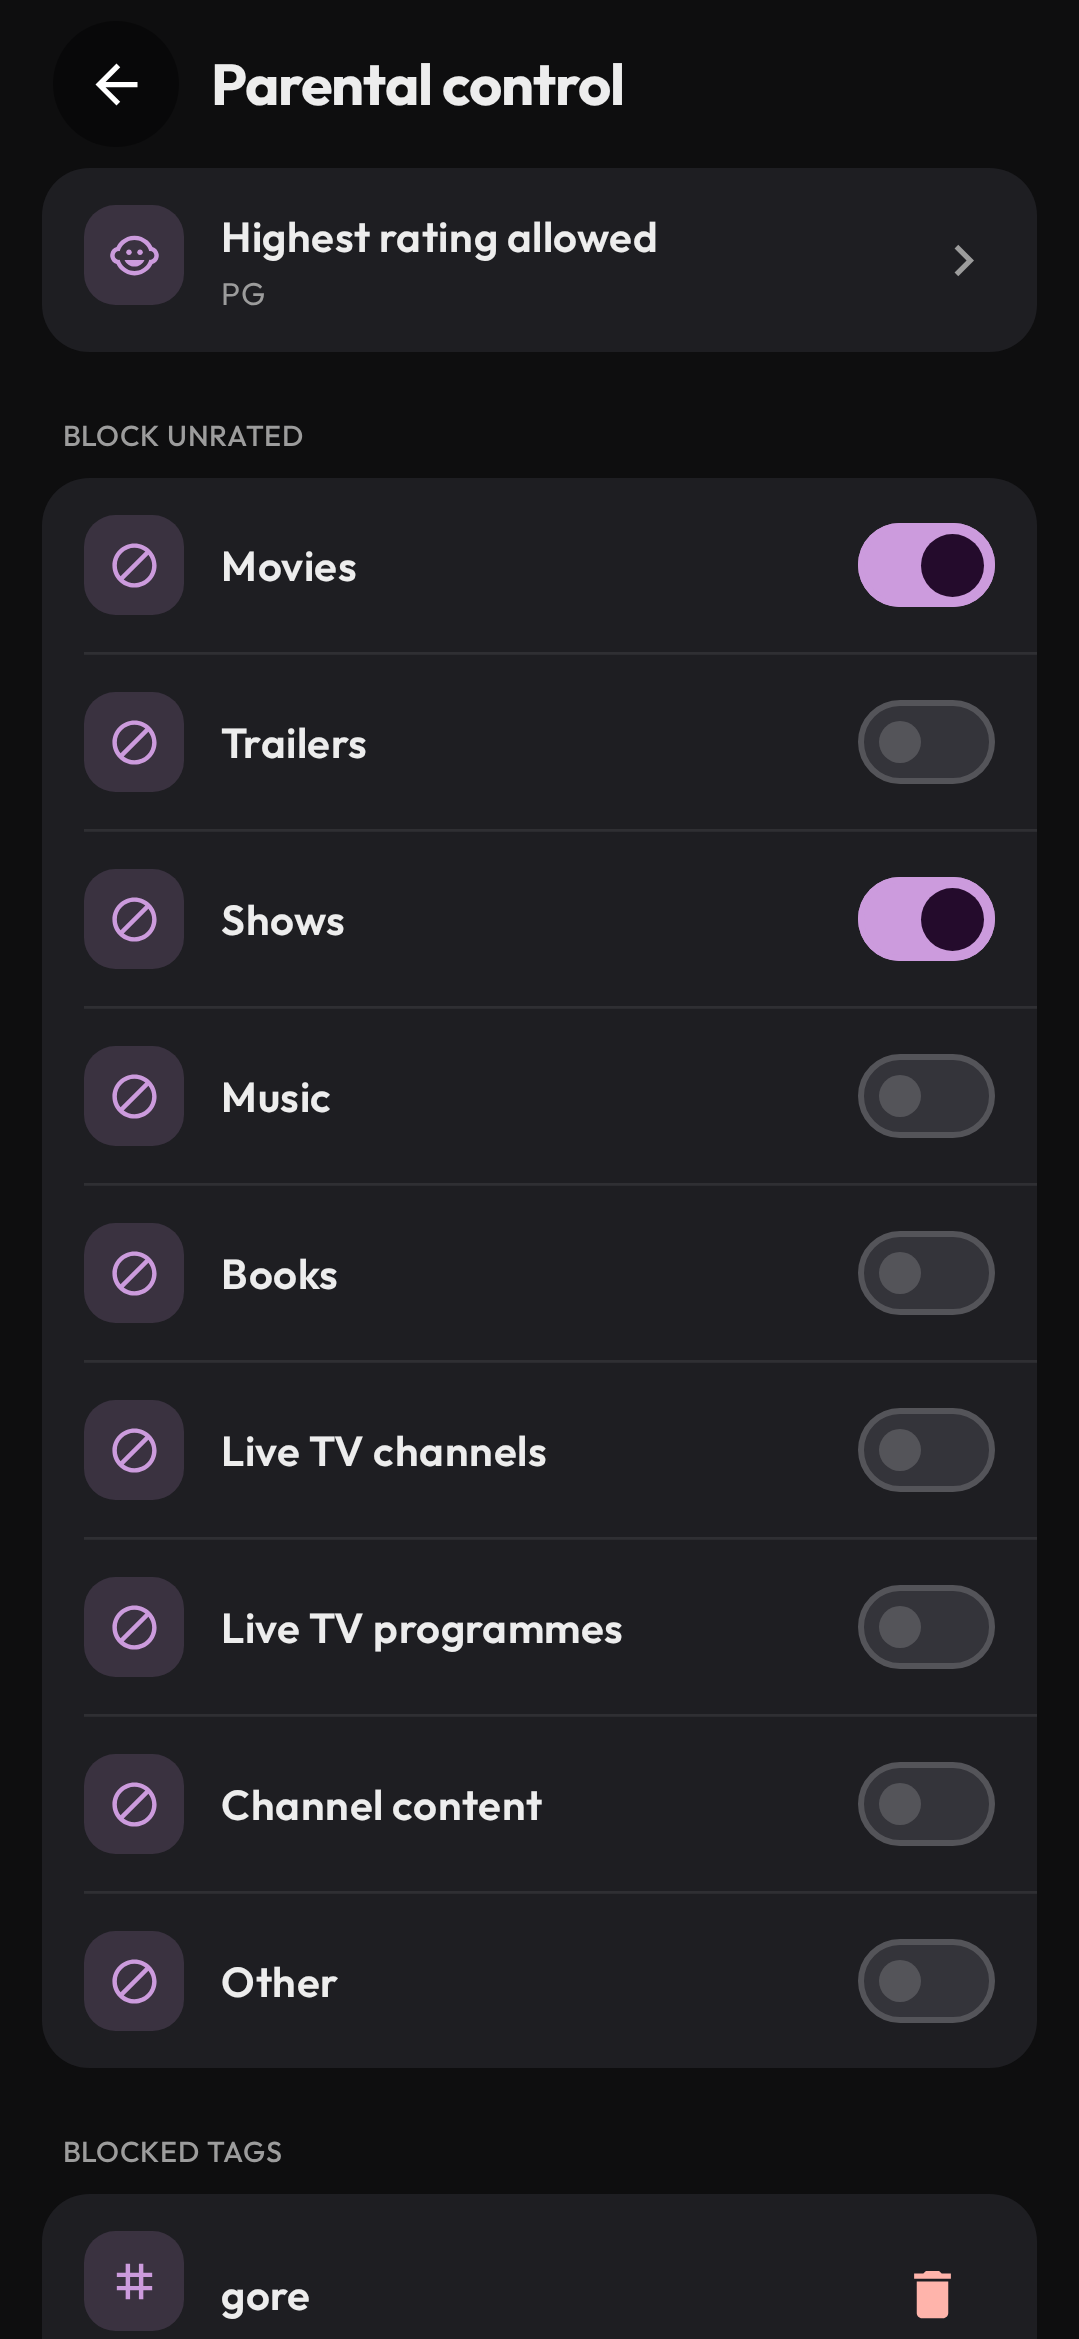 Parental control
Highest rating allowed
PG
BLOCK UNRATED
Movies
Trailers
Shows
Music
Books
Live TV channels
Live TV programmes
Channel content
Other
BLOCKED TAGS
gore